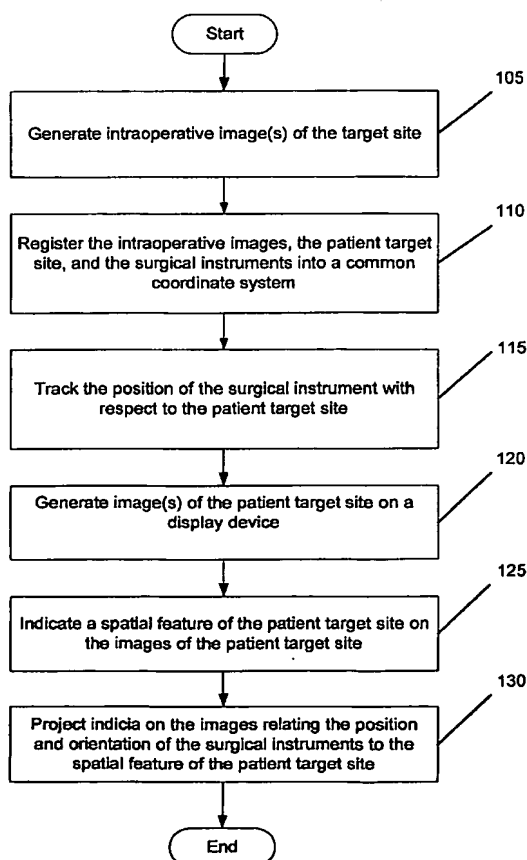 Start
105
Generate intraoperative image(s) of the target site
110
Register the intraoperative images, the patient target
site, and the surgical instruments into a common
coordinate system
115
Track the position of the surgical instrument with
respect to the patient target site
120
Generate image(s) of the patient target site on a
display device
125
Indicate a spatial feature of the patient target site on
the images of the patient target site
130
Project indicia on the images relating the position
and orientation of the surgical instruments to the
spatial feature of the patient target site
End